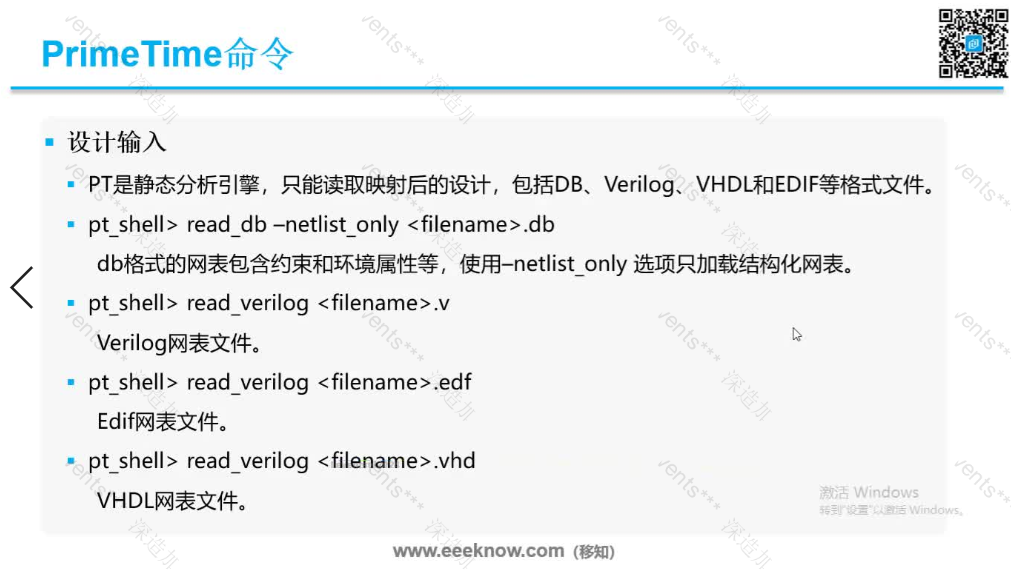 PrimeTime命令
设计输入
PT是静态分析引擎，只能读取映射后的设计，包括DB、Verilog、VHDL和EDIF等格式文件。
pt_shell> read_db –netlist_only <filename>.db
db格式的网表包含约束和环境属性等，使用–netlist_only 选项只加载结构化网表。
pt_shell> read_verilog <filename>.v
Verilog网表文件。
pt_shell> read_verilog <filename>.edf
Edif网表文件。
pt_shell> read_verilog <filename>.vhd
VHDL网表文件。
激活 Windows
转到"设置"以激活 Windows。
www.eeeknow.com（移知）